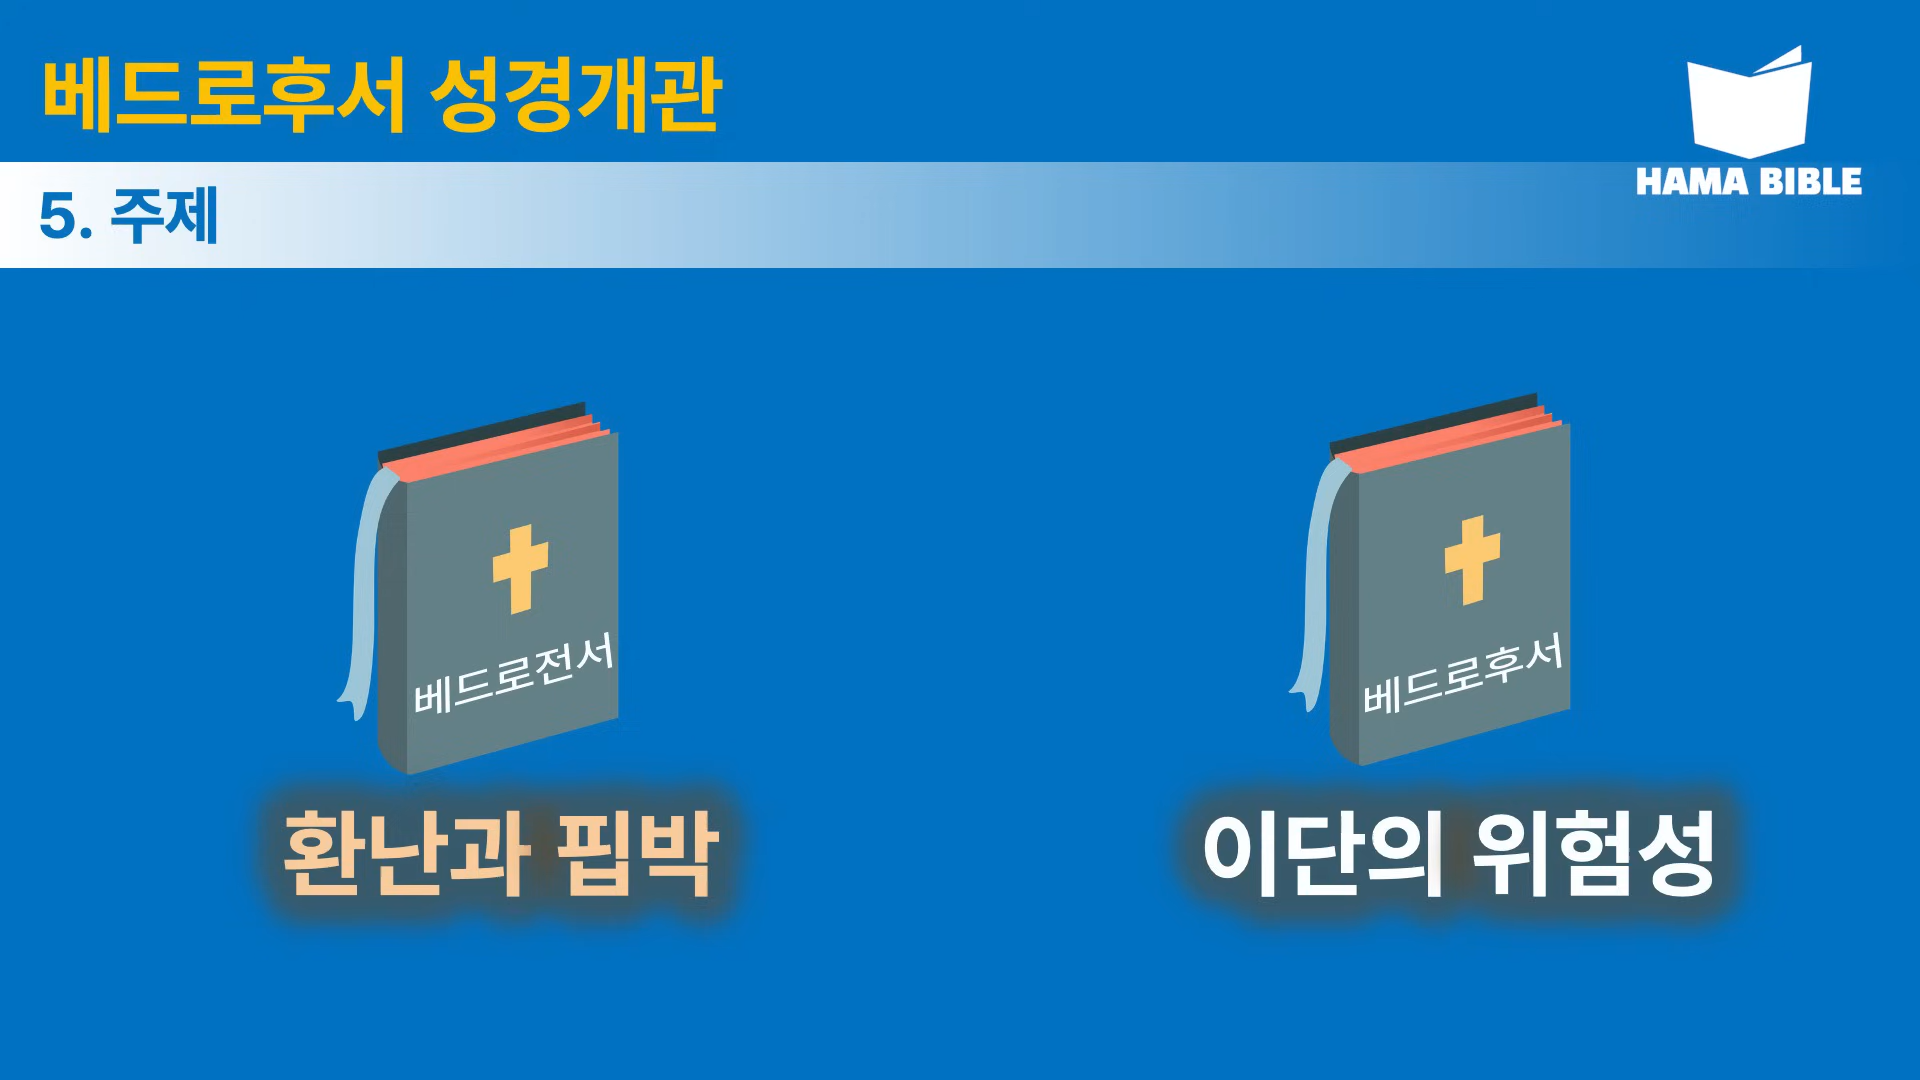 베드로후서 성경개관
HAMA BIBLE
5. 주제
베드로전서
베드로후서
환난과 핍박
이단의 위험성